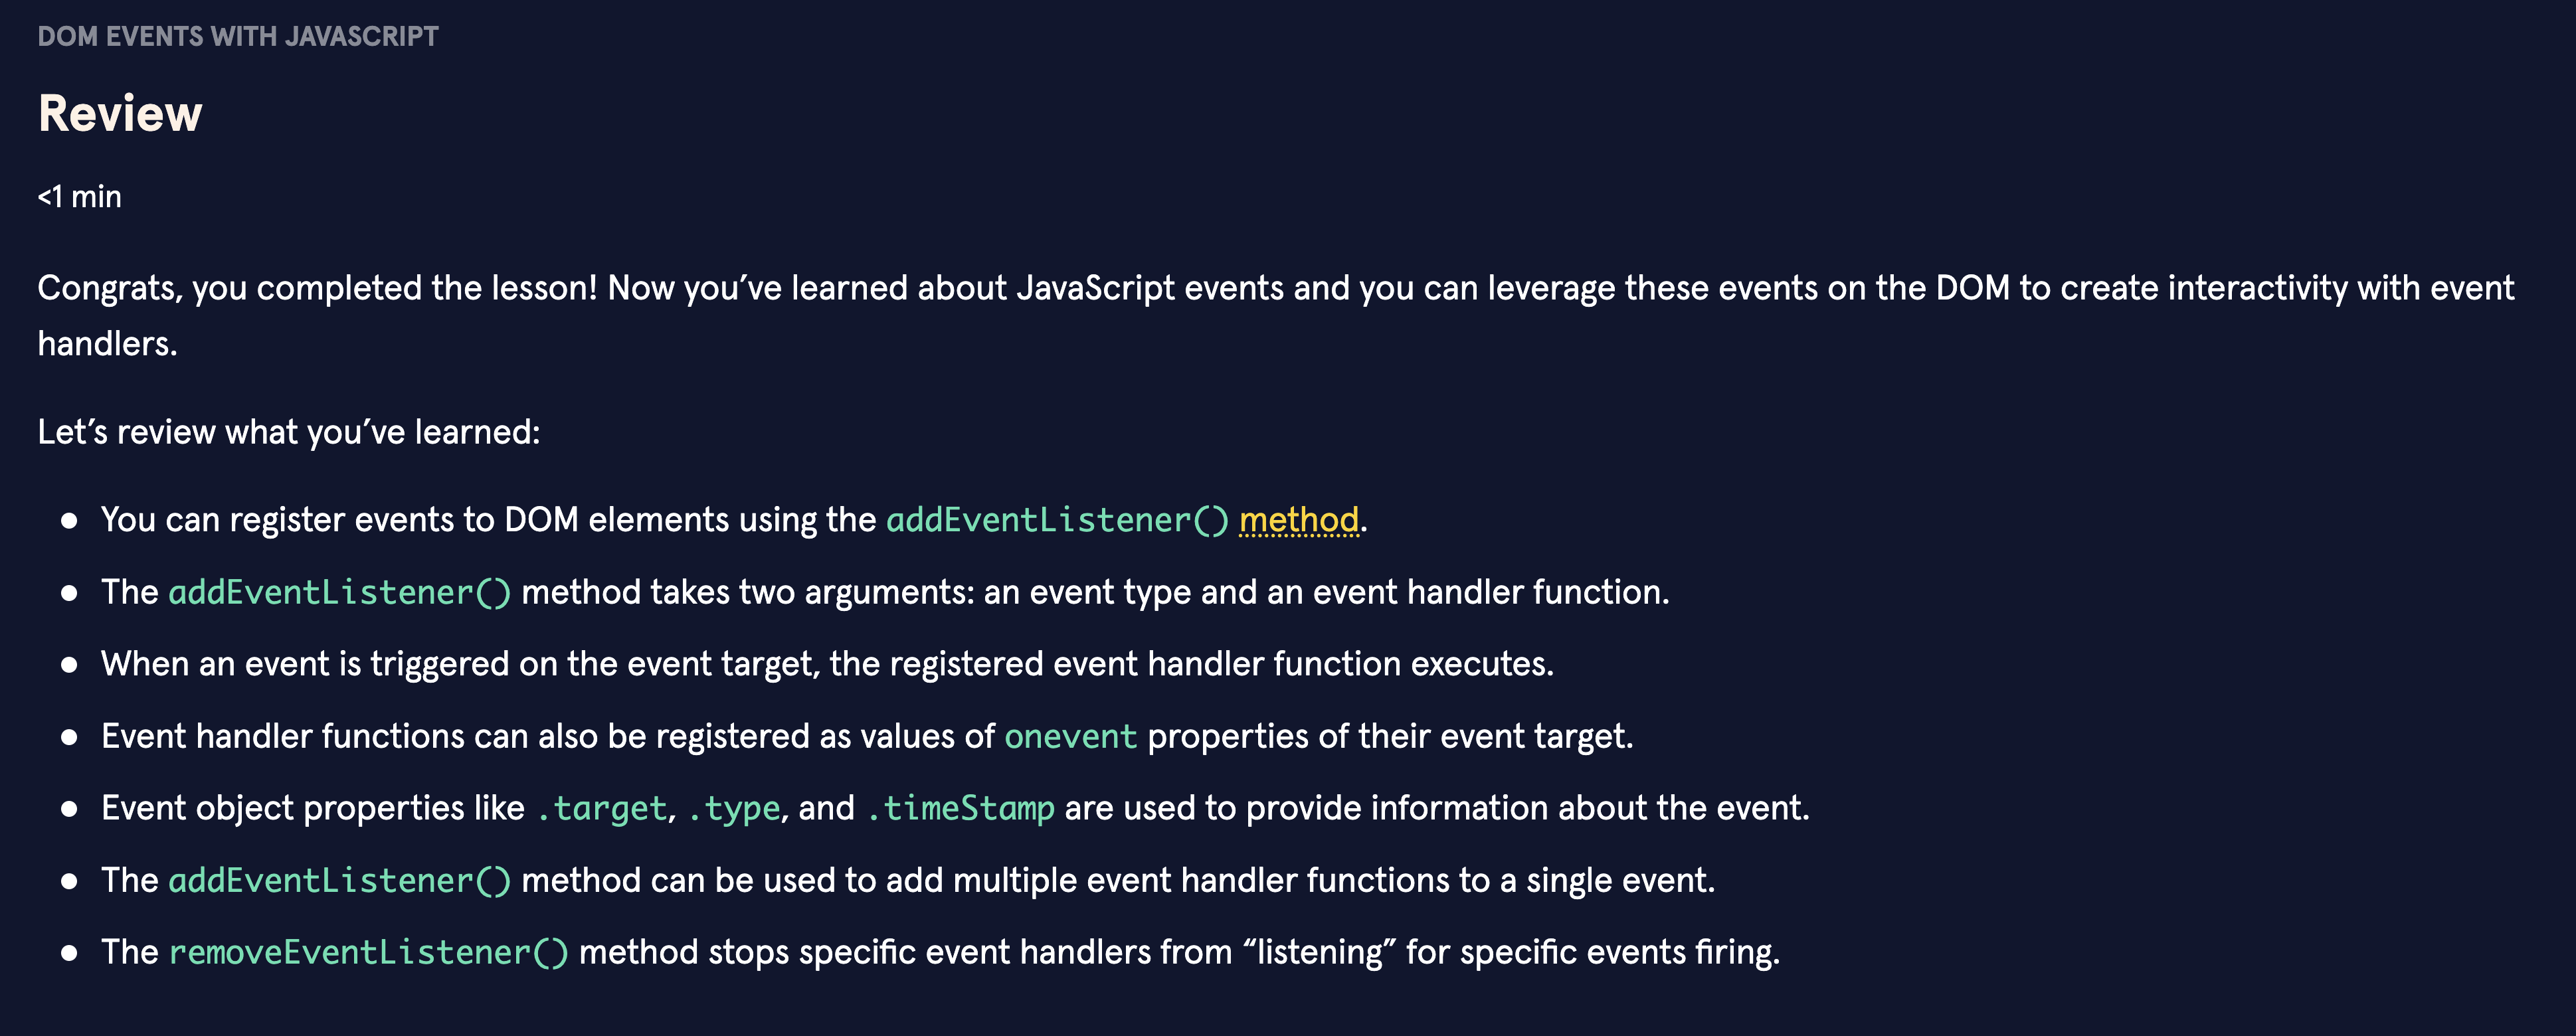 DOM EVENTS WITH JAVASCRIPT
Review
<1 min
Congrats, you completed the lesson! Now you’ve learned about JavaScript events and you can leverage these events on the DOM to create interactivity with event
handlers.
Let’s review what you’ve learned:
● You can register events to DOM elements using the addEventListener() method.
● The addEventListener() method takes two arguments: an event type and an event handler function.
● When an event is triggered on the event target, the registered event handler function executes.
● Event handler functions can also be registered as values of onevent properties of their event target.
● Event object properties like .target, .type, and .timeStamp are used to provide information about the event.
● The addEventListener() method can be used to add multiple event handler functions to a single event.
● The removeEventListener() method stops specific event handlers from “listening” for specific events firing.